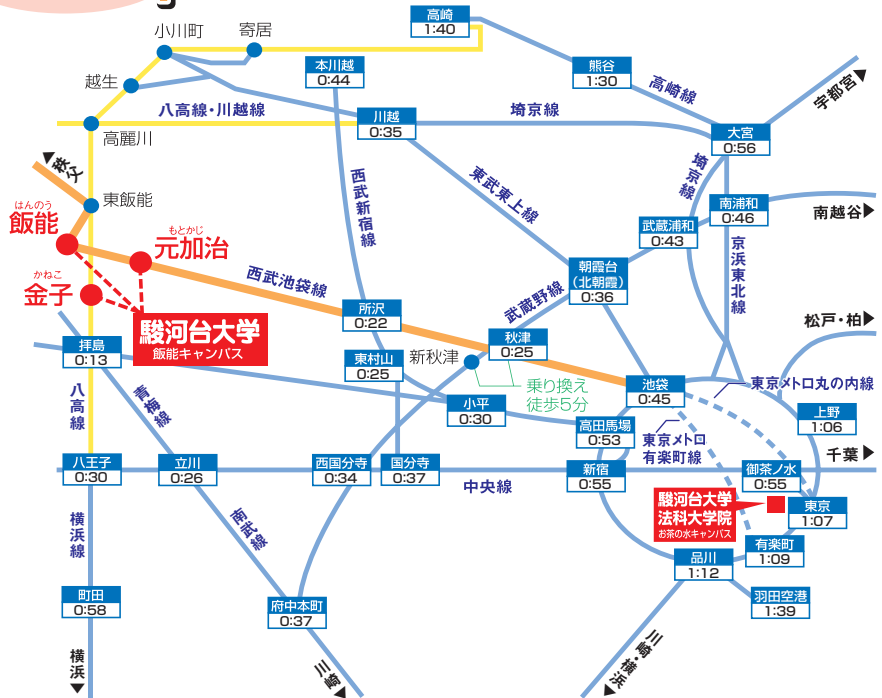 高崎
1:40
小川町
寄居
本川越
0:44
熊谷
1:30
高崎線
宇都宮
越生
八高線・川越線
川越
0:35
埼京線
大宮
0:56
高麗川
秩父
西武新宿線
東武東上線
埼京線
東飯能
はんのう
飯能
もとかじ
元加治
南浦和
0:46
南越谷
武蔵浦和
0:43
京浜東北線
かねこ
金子
西武池袋線
朝霞台
(北朝霞)
0:36
武蔵野線
所沢
0:22
松戸・柏
駿河台大学
飯能キャンパス
秋津
0:25
拝島
0:13
東村山
0:25
新秋津
乗り換え
徒歩5分
池袋
0:45
東京メトロ丸の内線
八高線
青梅線
小平
0:30
上野
1:06
高田馬場
0:53
東京メトロ
有楽町線
千葉
八王子
0:30
立川
0:26
西国分寺
0:34
国分寺
0:37
中央線
新宿
0:55
御茶ノ水
0:55
駿河台大学
法科大学院
お茶の水キャンパス
東京
1:07
横浜線
南武線
有楽町
1:09
品川
1:12
町田
0:58
府中本町
0:37
羽田空港
1:39
横浜
川崎
川崎・横浜